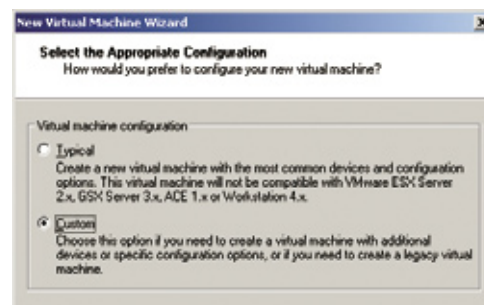 New Virtual Machine Wizard
Select the Appropriate Configuration
How would you prefer to configure your new virtual machine?
Virtual machine configuration
Typical
Create a new virtual machine with the most common devices and configuration
options. This virtual machine will not be compatible with VMware ESX Server
2.x, GSX Server 3.x, ACE 1.x or Workstation 4.x.
Custom
Choose this option if you need to create a virtual machine with additional
devices or specific configuration options, or if you need to create a legacy virtual
machine.